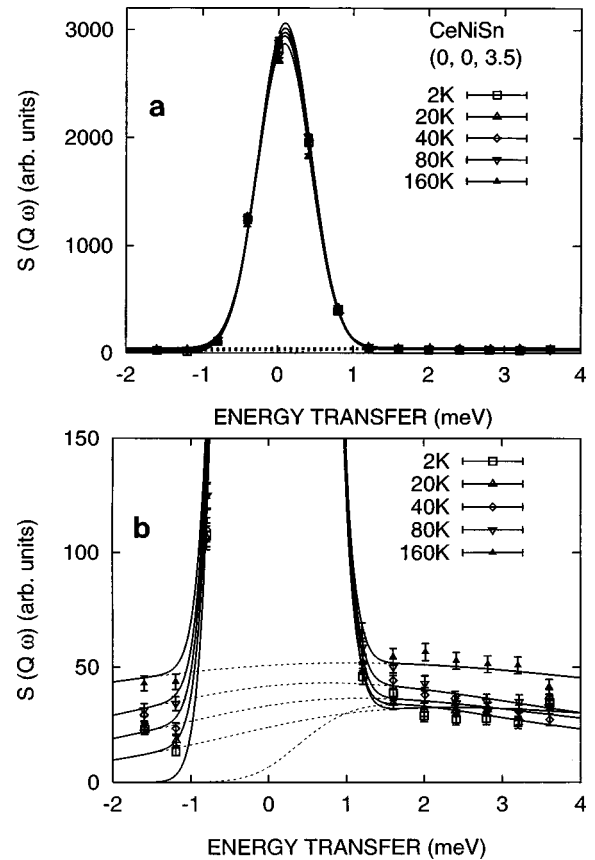 3000
2000
1000
0
S (Q ω) (arb. units)
a
CeNiSn
(0, 0, 3.5)
2K
20K
40K
80K
160K
-2 -1 0 1 2 3 4
ENERGY TRANSFER (meV)
150
100
50
0
S (Q ω) (arb. units)
b
2K
20K
40K
80K
160K
-2 -1 0 1 2 3 4
ENERGY TRANSFER (meV)